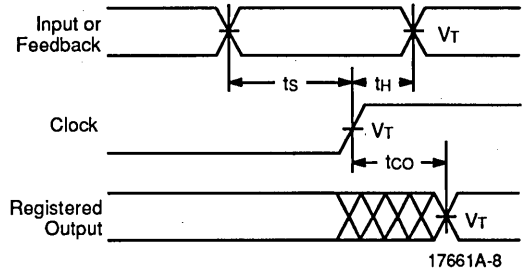 Input or
Feedback
VT
tS
tH
Clock
VT
tCO
Registered
Output
VT
17661A-8